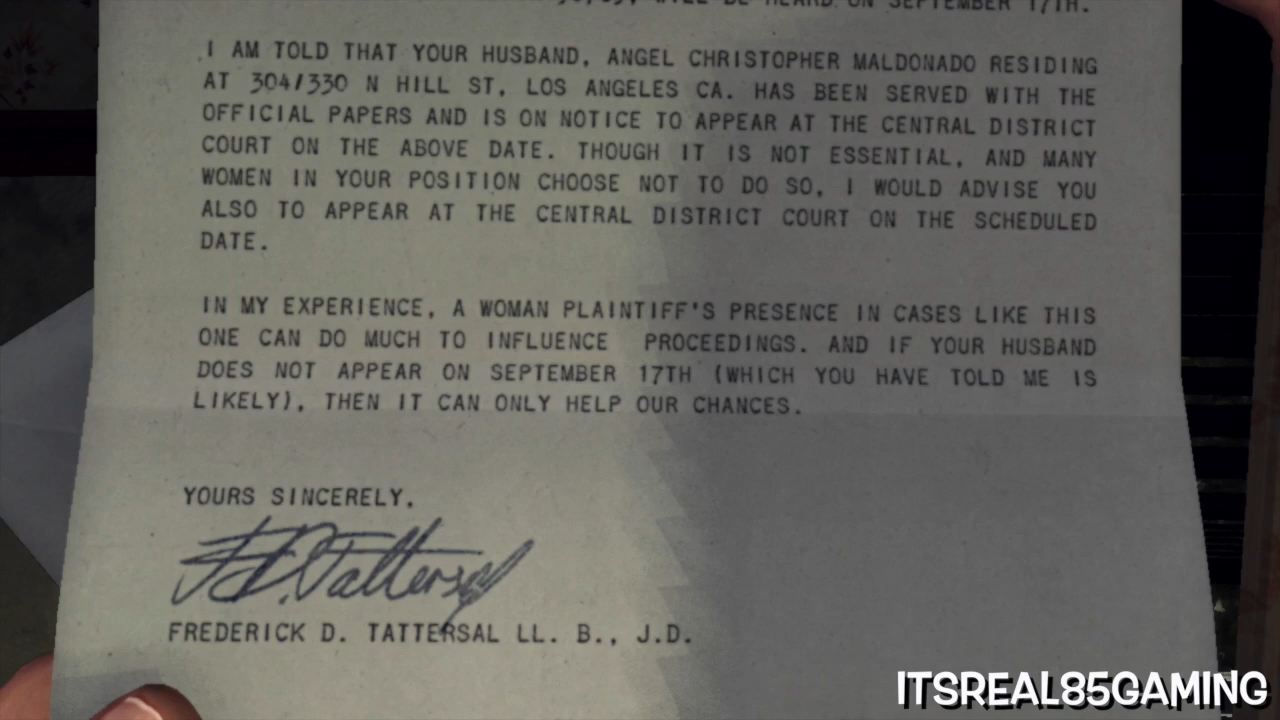 WILL BE HEARD ON SEPTEMBER 17TH.
I AM TOLD THAT YOUR HUSBAND, ANGEL CHRISTOPHER MALDONADO RESIDING
AT 304/330 N HILL ST, LOS ANGELES CA. HAS BEEN SERVED WITH THE
OFFICIAL PAPERS AND IS ON NOTICE TO APPEAR AT THE CENTRAL DISTRICT
COURT ON THE ABOVE DATE. THOUGH IT IS NOT ESSENTIAL, AND MANY
WOMEN IN YOUR POSITION CHOOSE NOT TO DO SO, I WOULD ADVISE YOU
ALSO TO APPEAR AT THE CENTRAL DISTRICT COURT ON THE SCHEDULED
DATE.
IN MY EXPERIENCE, A WOMAN PLAINTIFF'S PRESENCE IN CASES LIKE THIS
ONE CAN DO MUCH TO INFLUENCE PROCEEDINGS. AND IF YOUR HUSBAND
DOES NOT APPEAR ON SEPTEMBER 17TH (WHICH YOU HAVE TOLD ME IS
LIKELY), THEN IT CAN ONLY HELP OUR CHANCES.
YOURS SINCERELY,
F.D. Tattersal
FREDERICK D. TATTERSAL LL. B., J.D.
ITSREAL85GAMING